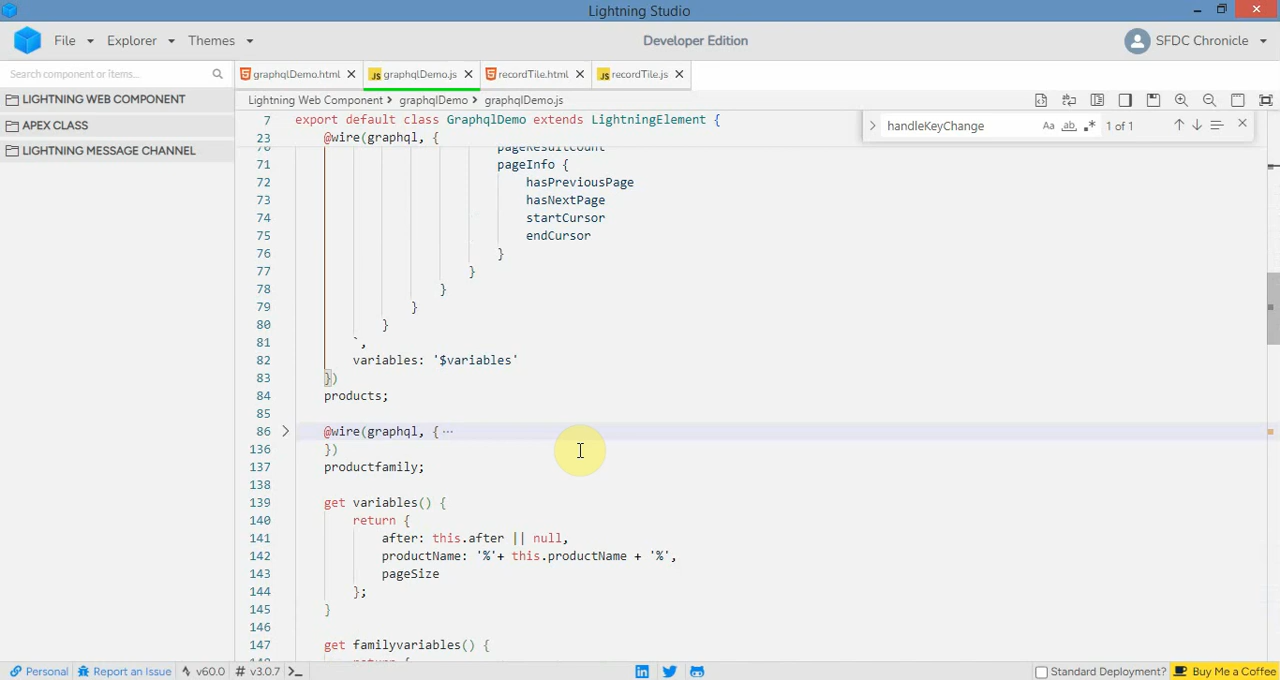 Lightning Studio
File Explorer Themes Developer Edition SFDC Chronicle
Search component or items... graphqlDemo.html graphqlDemo.js recordTile.html recordTile.js
LIGHTNING WEB COMPONENT Lightning Web Component > graphqlDemo > graphqlDemo.js
APEX CLASS
LIGHTNING MESSAGE CHANNEL
handleKeyChange Aa ab 1 of 1
7 export default class GraphqlDemo extends LightningElement {
23 @wire(graphql, {
70 pageResultCount
71 pageInfo {
72 hasPreviousPage
73 hasNextPage
74 startCursor
75 endCursor
76 }
77 }
78 }
79 }
80 }
81 `,
82 variables: '$variables'
83 })
84 products;
85
86 @wire(graphql, { ...
136 })
137 productfamily;
138
139 get variables() {
140 return {
141 after: this.after || null,
142 productName: '%'+ this.productName + '%',
143 pageSize
144 };
145 }
146
147 get familyvariables() {
148 return {
Personal Report an Issue v60.0 # v3.0.7 Standard Deployment? Buy Me a Coffee